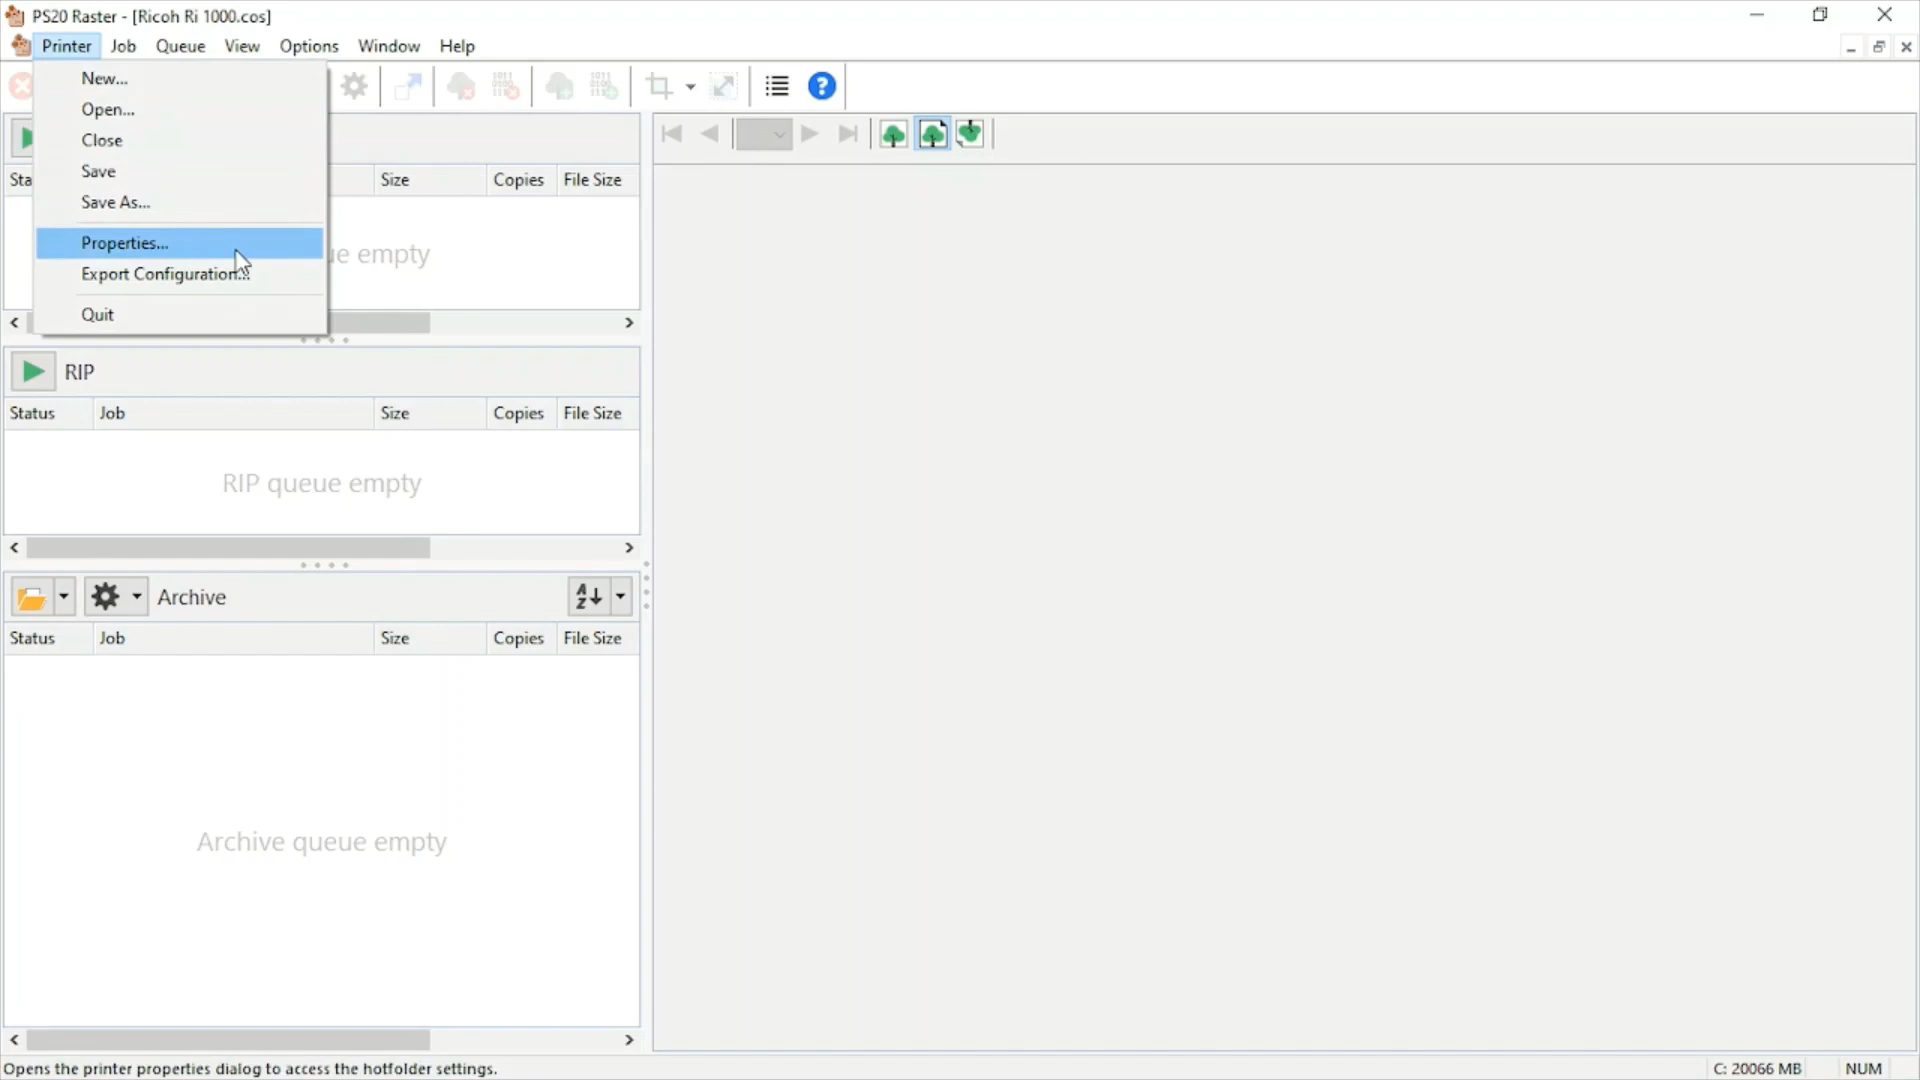 PS20 Raster - [Ricoh Ri 1000.cos]
Printer Job Queue View Options Window Help
New...
Open...
Close
Save
Save As...
Properties...
Export Configuration...
Quit
Sta Size Copies File Size
ue empty
RIP
Status Job Size Copies File Size
RIP queue empty
Archive
Status Job Size Copies File Size
Archive queue empty
Opens the printer properties dialog to access the hotfolder settings.
C: 20066 MB NUM